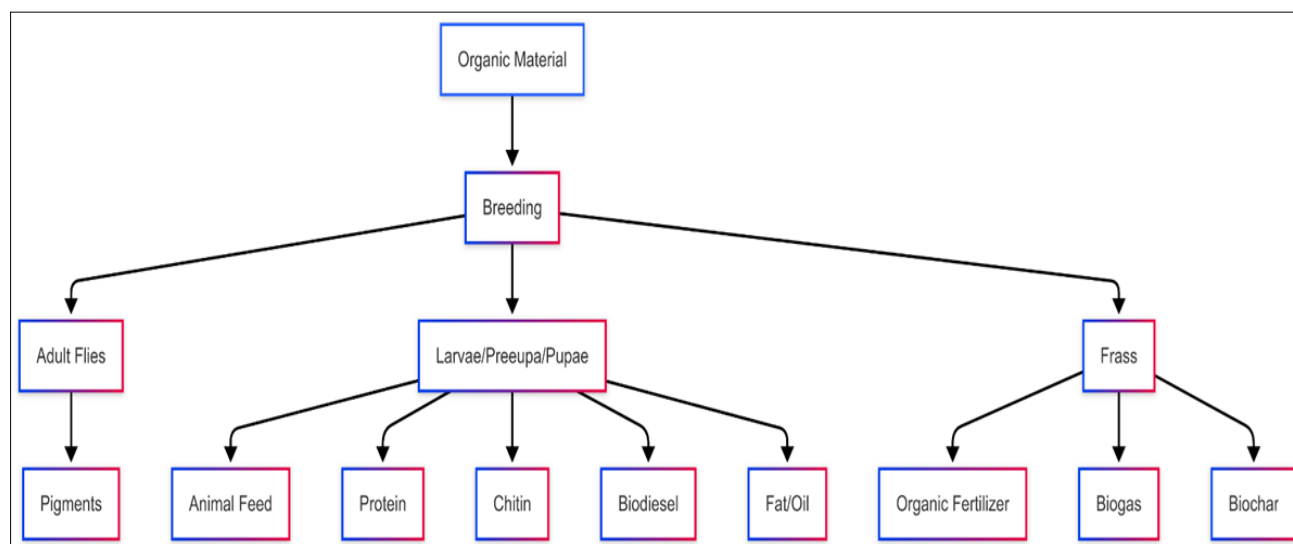 Organic Material
Breeding
Adult Flies
Larvae/Preeupa/Pupae
Frass
Pigments
Animal Feed
Protein
Chitin
Biodiesel
Fat/Oil
Organic Fertilizer
Biogas
Biochar